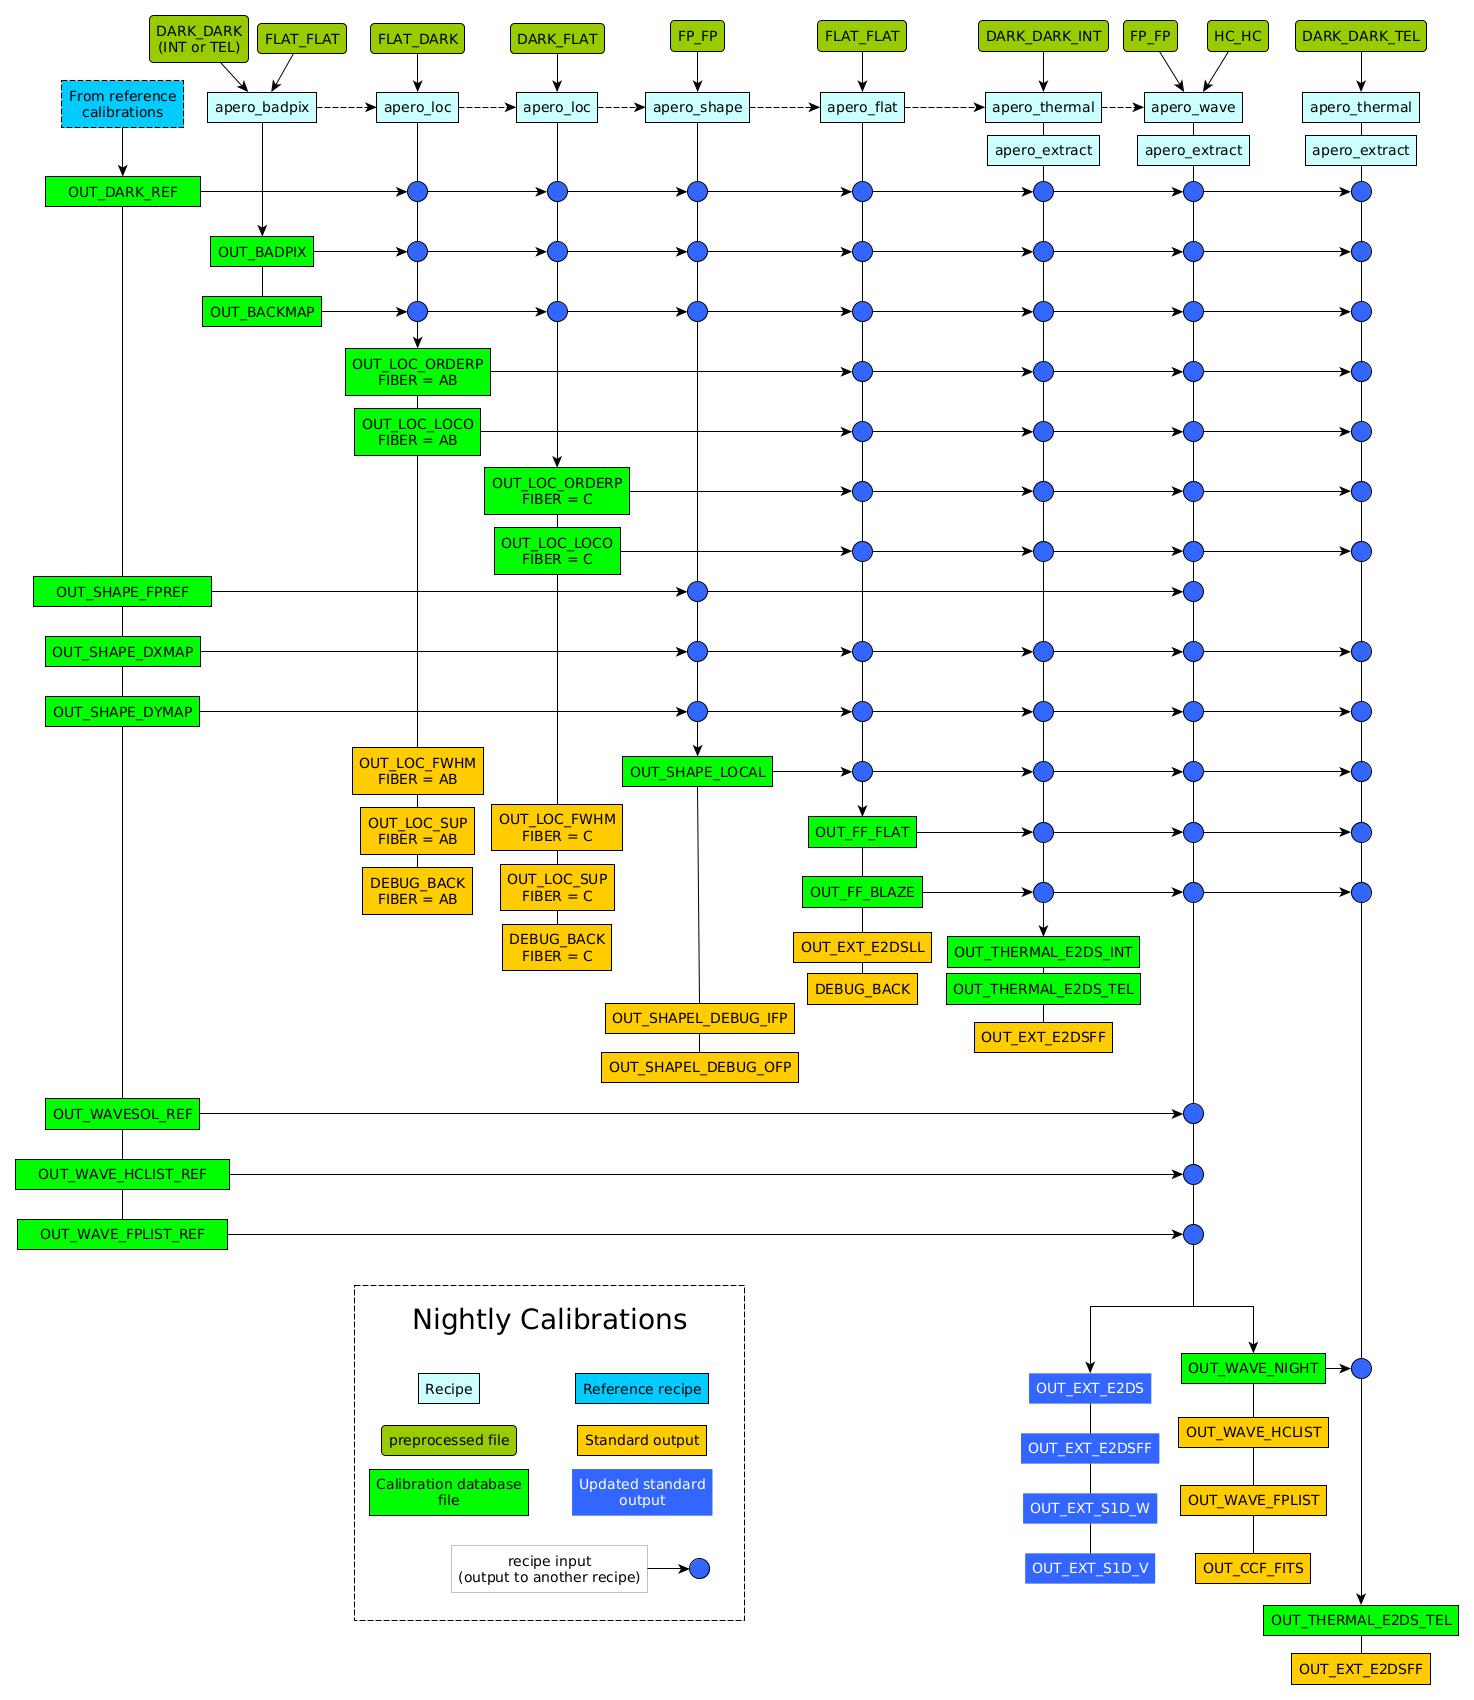 DARK_DARK
(INT or TEL)
FLAT_FLAT
FLAT_DARK
DARK_FLAT
FP_FP
FLAT_FLAT
DARK_DARK_INT
FP_FP
HC_HC
DARK_DARK_TEL
From reference
calibrations
apero_badpix
apero_loc
apero_loc
apero_shape
apero_flat
apero_thermal
apero_wave
apero_thermal
apero_extract
apero_extract
apero_extract
OUT_DARK_REF
OUT_BADPIX
OUT_BACKMAP
OUT_LOC_ORDERP
FIBER = AB
OUT_LOC_LOCO
FIBER = AB
OUT_LOC_ORDERP
FIBER = C
OUT_LOC_LOCO
FIBER = C
OUT_SHAPE_FPREF
OUT_SHAPE_DXMAP
OUT_SHAPE_DYMAP
OUT_LOC_FWHM
FIBER = AB
OUT_SHAPE_LOCAL
OUT_LOC_SUP
FIBER = AB
OUT_LOC_FWHM
FIBER = C
OUT_FF_FLAT
DEBUG_BACK
FIBER = AB
OUT_LOC_SUP
FIBER = C
OUT_FF_BLAZE
DEBUG_BACK
FIBER = C
OUT_EXT_E2DSLL
OUT_THERMAL_E2DS_INT
DEBUG_BACK
OUT_THERMAL_E2DS_TEL
OUT_SHAPEL_DEBUG_IFP
OUT_EXT_E2DSFF
OUT_SHAPEL_DEBUG_OFP
OUT_WAVESOL_REF
OUT_WAVE_HCLIST_REF
OUT_WAVE_FPLIST_REF
Nightly Calibrations
Recipe
Reference recipe
preprocessed file
Standard output
Calibration database
file
Updated standard
output
recipe input
(output to another recipe)
OUT_EXT_E2DS
OUT_WAVE_NIGHT
OUT_EXT_E2DSFF
OUT_WAVE_HCLIST
OUT_EXT_S1D_W
OUT_WAVE_FPLIST
OUT_EXT_S1D_V
OUT_CCF_FITS
OUT_THERMAL_E2DS_TEL
OUT_EXT_E2DSFF